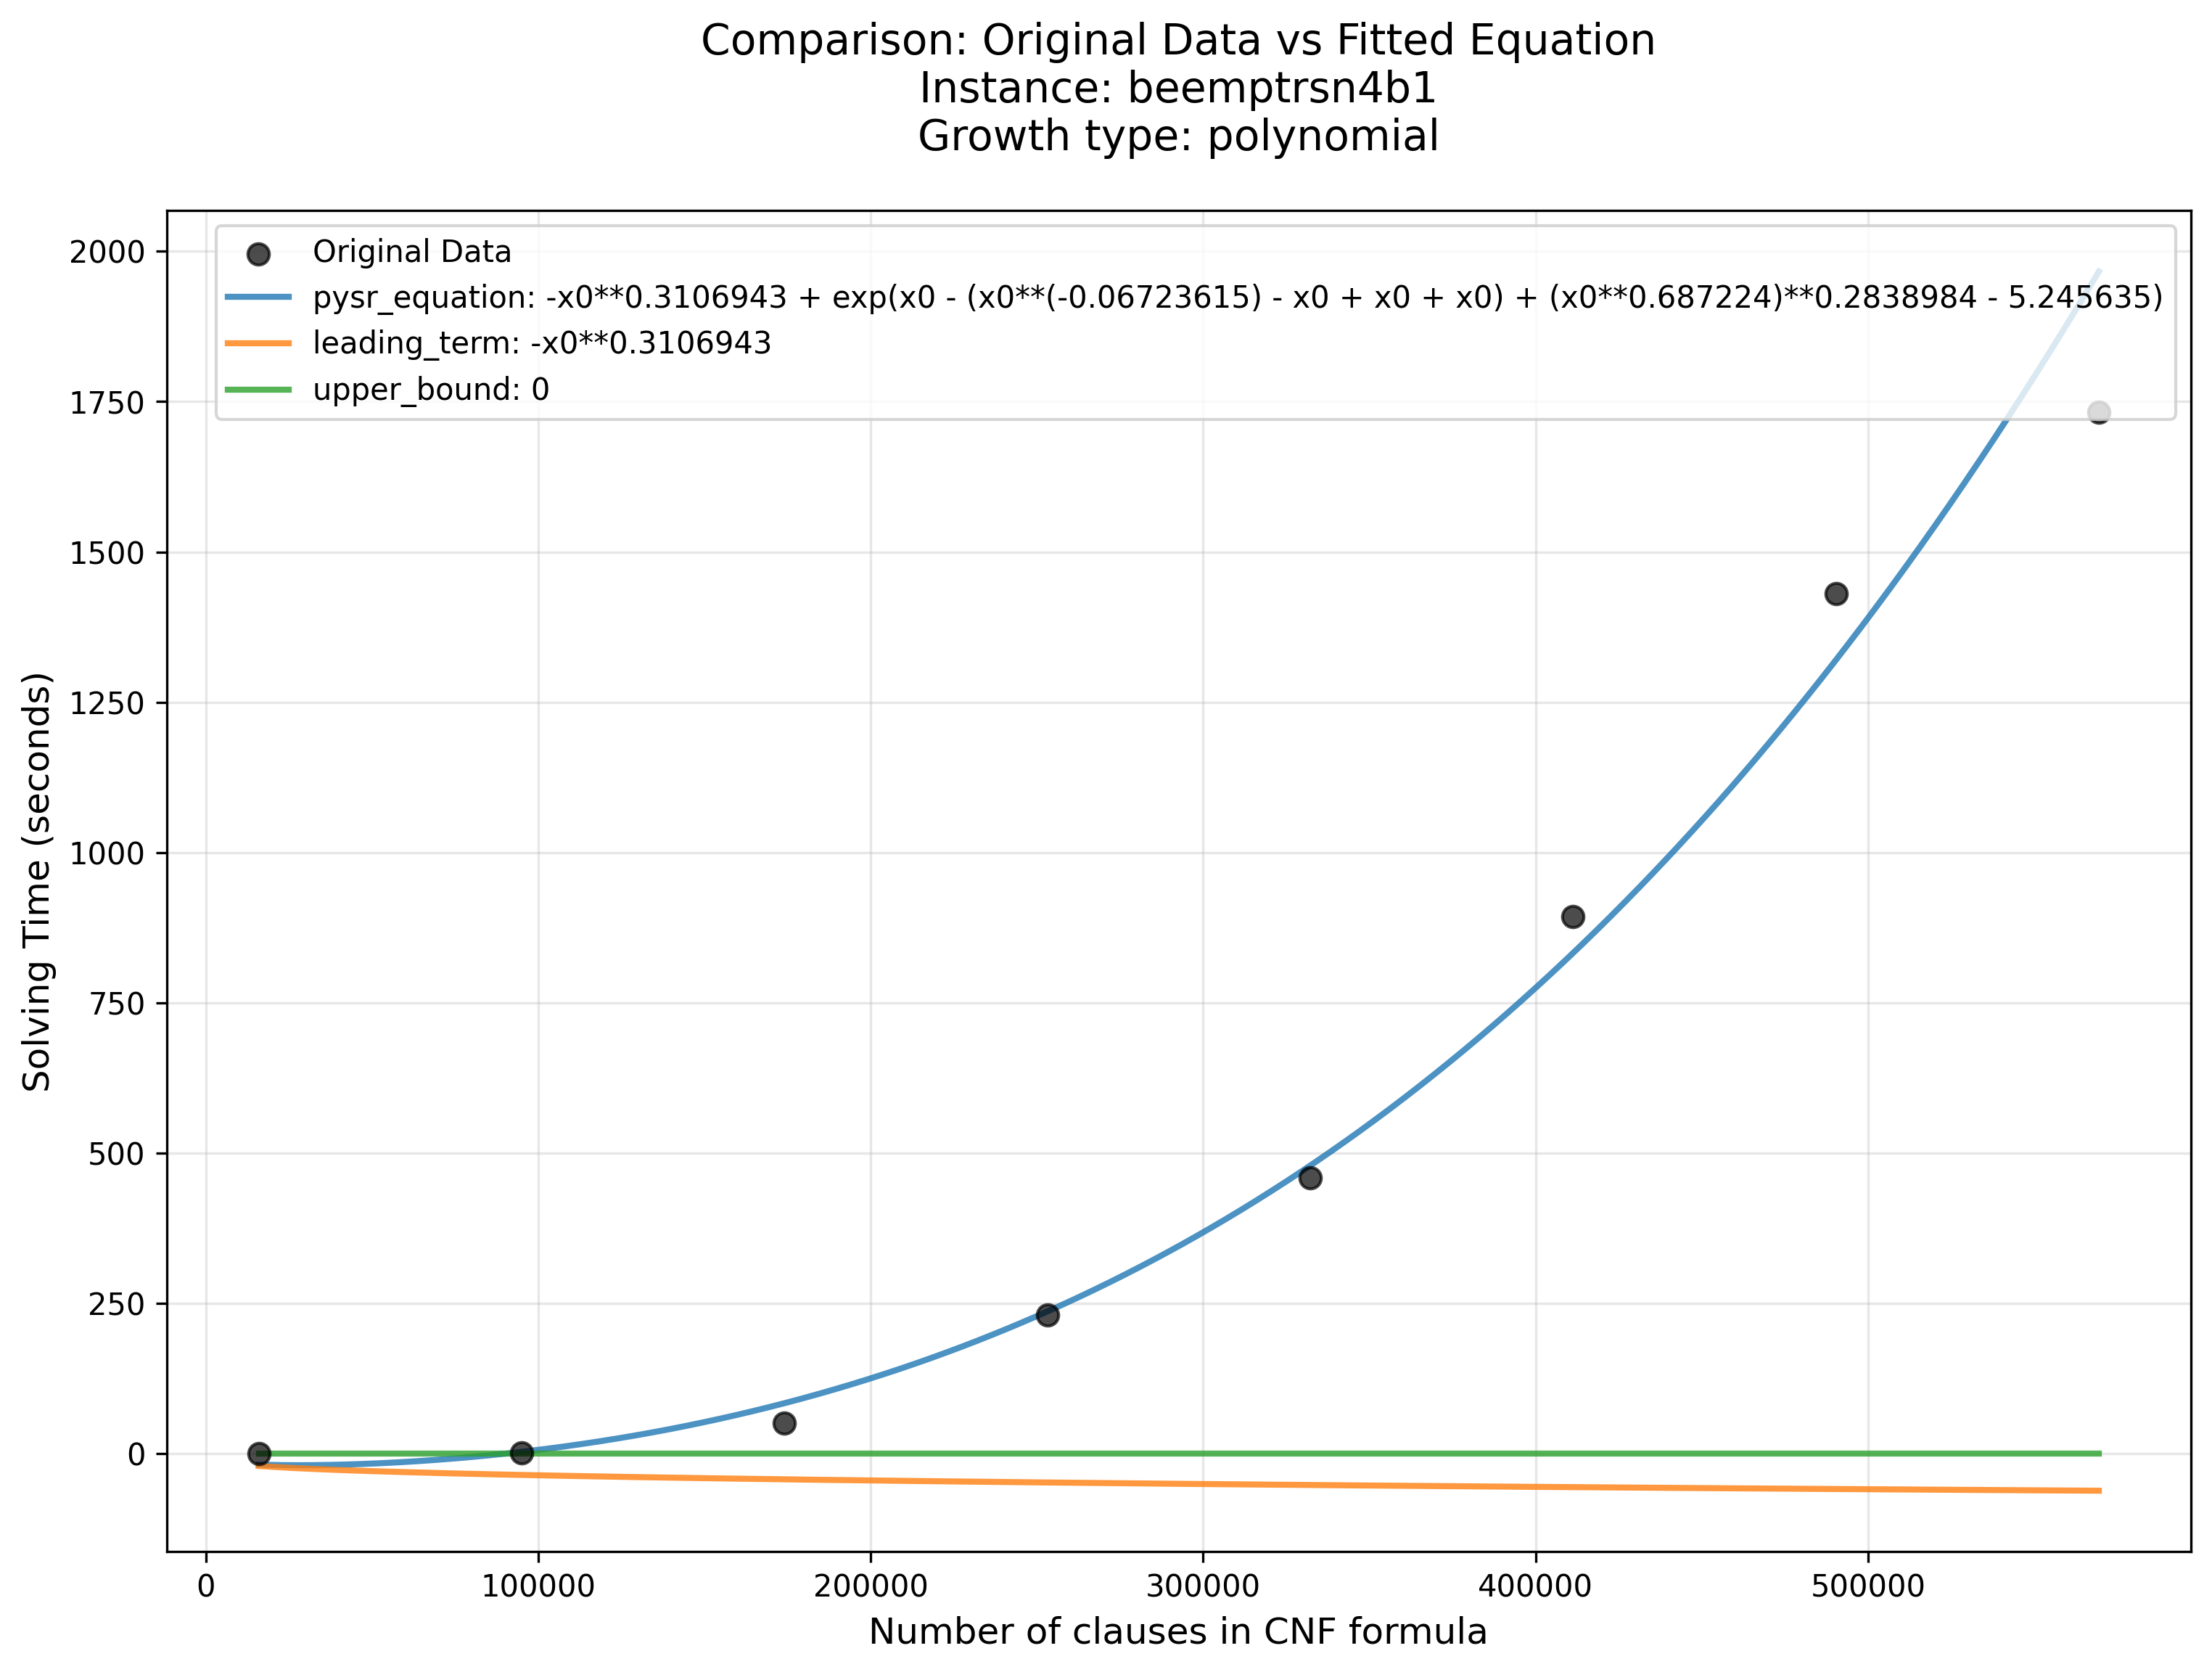 Comparison: Original Data vs Fitted Equation
Instance: beemptrsn4b1
Growth type: polynomial
Original Data
pysr_equation: -x0**0.3106943 + exp(x0 - (x0**(-0.06723615) - x0 + x0 + x0) + (x0**0.687224)**0.2838984 - 5.245635)
leading_term: -x0**0.3106943
upper_bound: 0
Solving Time (seconds)
2000
1750
1500
1250
1000
750
500
250
0
0 100000 200000 300000 400000 500000
Number of clauses in CNF formula